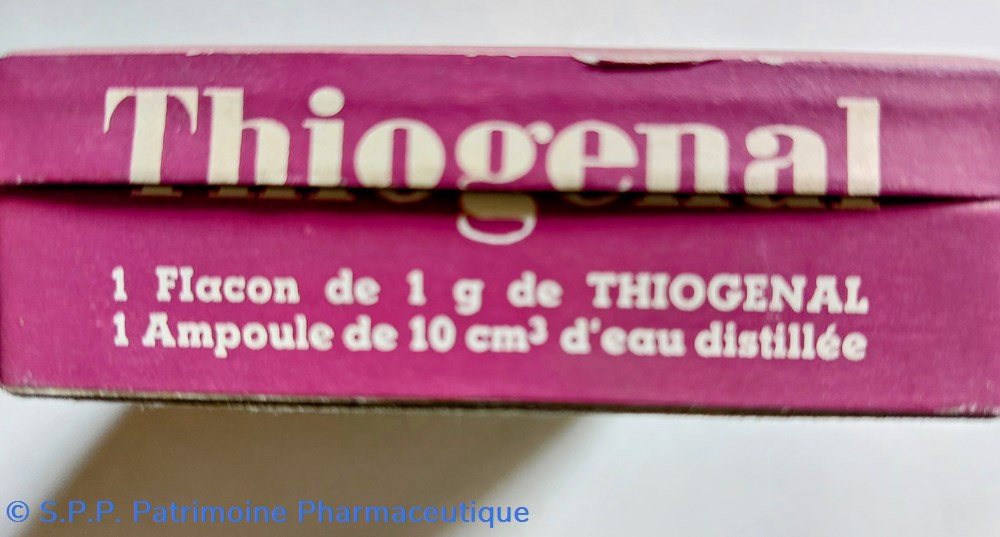 Thiogenal
1 Flacon de 1 g de THIOGENAL
1 Ampoule de 10 cm³ d'eau distillée
© S.P.P. Patrimoine Pharmaceutique